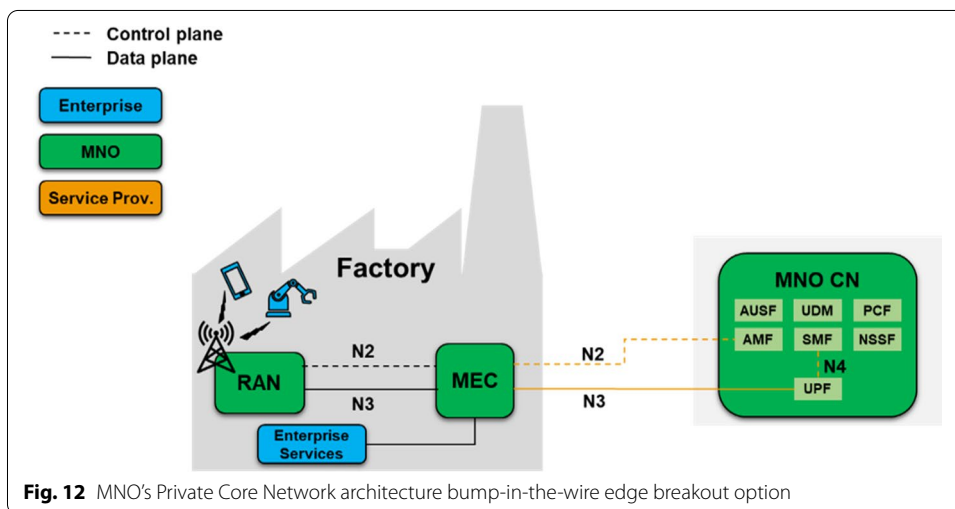 Control plane
Data plane
Enterprise
MNO
Service Prov.
Factory
MNO CN
AUSF UDM PCF
AMF SMF NSSF
N4
UPF
N2
N2
RAN
MEC
N3
N3
Enterprise
Services
Fig. 12 MNO's Private Core Network architecture bump-in-the-wire edge breakout option